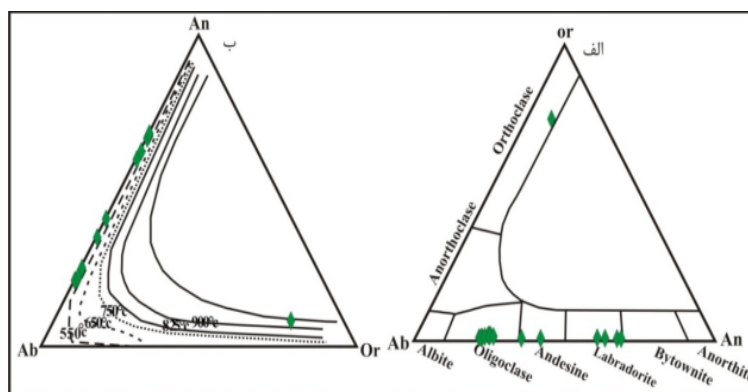 An
ب
550°c
650°c
750°c
825°c
900°c
Ab
Or
or
الف
Orthoclase
Anorthoclase
Ab
An
Albite
Oligoclase
Andesine
Labradorite
Bytownite
Anorthite